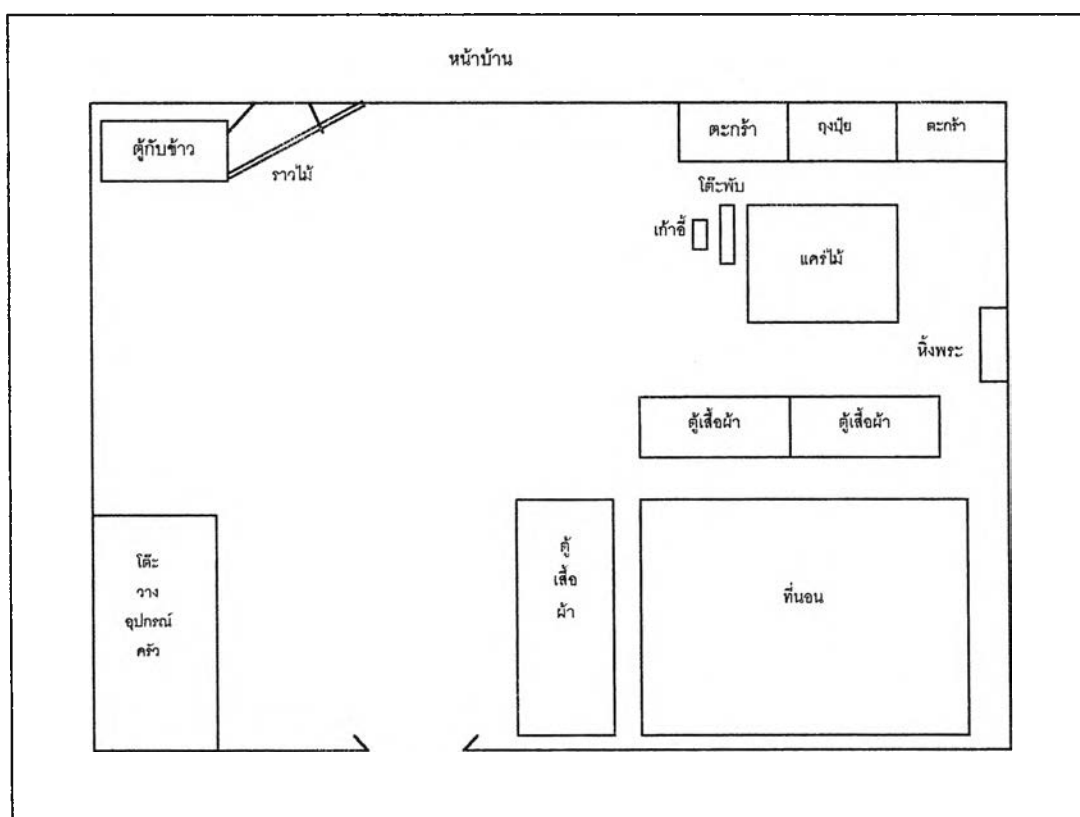 หน้าบ้าน
ตู้กับข้าว
ราวไม้
ตะกร้า
ถุงปุ๋ย
ตะกร้า
โต๊ะพับ
เก้าอี้
แคร่ไม้
หิ้งพระ
ตู้เสื้อผ้า
ตู้เสื้อผ้า
โต๊ะ
วาง
อุปกรณ์
ครัว
ตู้
เสื้อ
ผ้า
ที่นอน